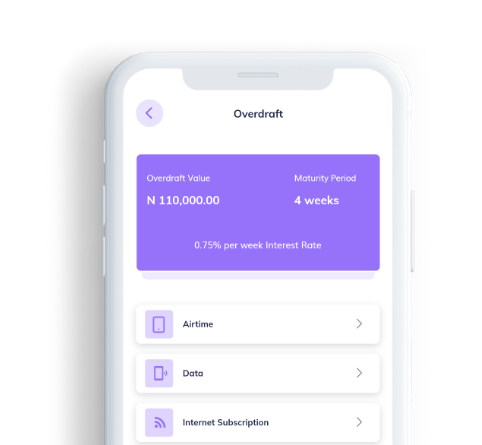 Overdraft
Overdraft Value Maturity Period
N 110,000.00 4 weeks
0.75% per week Interest Rate
Airtime
Data
Internet Subscription